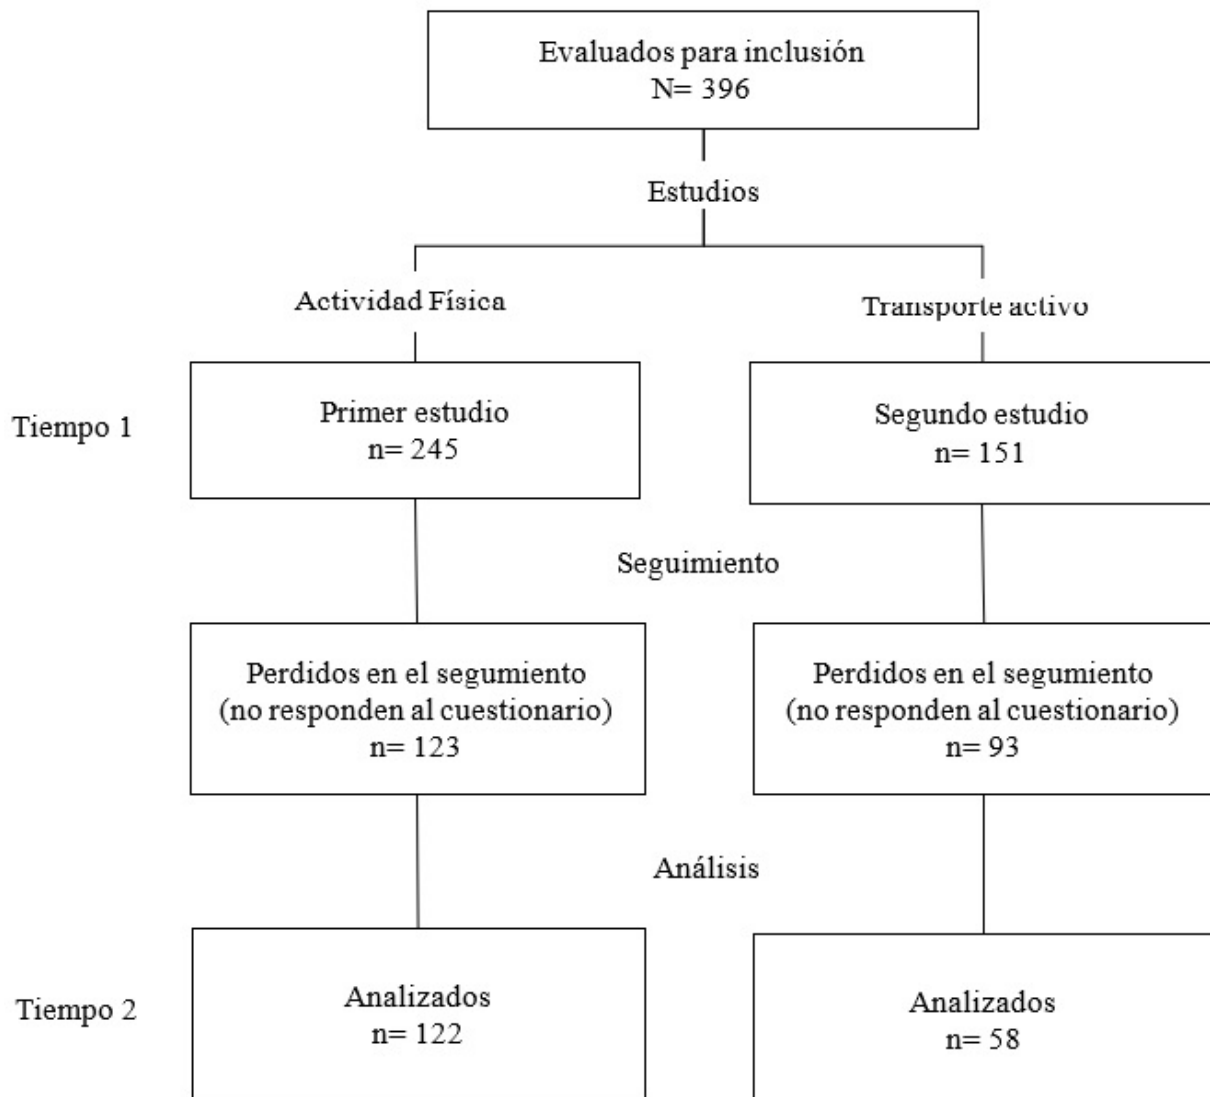 Evaluados para inclusión
N= 396
Estudios
Actividad Física
Transporte activo
Tiempo 1
Primer estudio
n= 245
Segundo estudio
n= 151
Seguimiento
Perdidos en el segumiento
(no responden al cuestionario)
n= 123
Perdidos en el segumiento
(no responden al cuestionario)
n= 93
Análisis
Tiempo 2
Analizados
n= 122
Analizados
n= 58